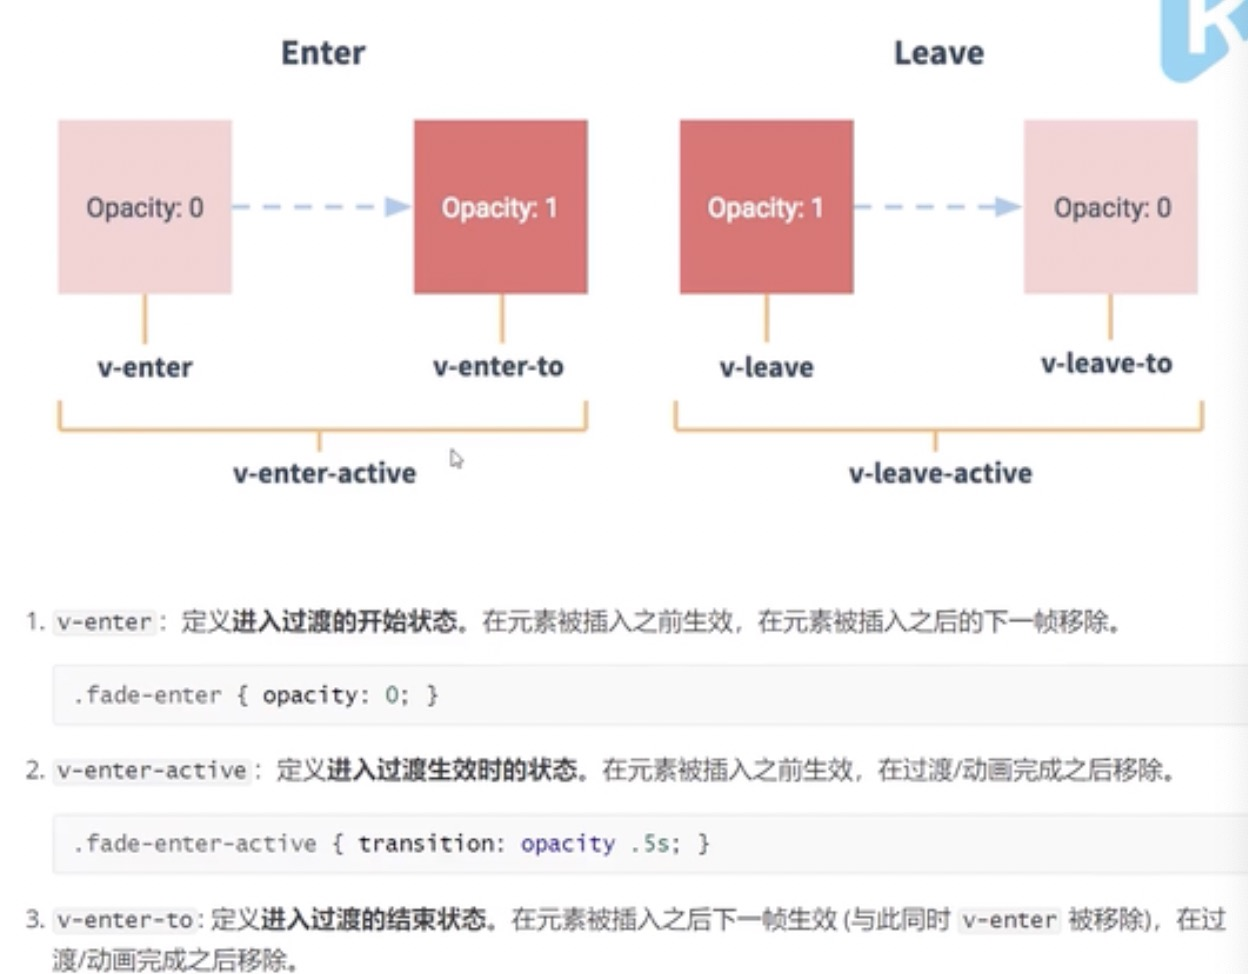 Enter
Leave
Opacity: 0
Opacity: 1
Opacity: 1
Opacity: 0
v-enter
v-enter-to
v-leave
v-leave-to
v-enter-active
v-leave-active
1. v-enter：定义进入过渡的开始状态。在元素被插入之前生效，在元素被插入之后的下一帧移除。
.fade-enter { opacity: 0; }
2. v-enter-active：定义进入过渡生效时的状态。在元素被插入之前生效，在过渡/动画完成之后移除。
.fade-enter-active { transition: opacity .5s; }
3. v-enter-to: 定义进入过渡的结束状态。在元素被插入之后下一帧生效 (与此同时 v-enter 被移除)，在过
渡/动画完成之后移除。
K